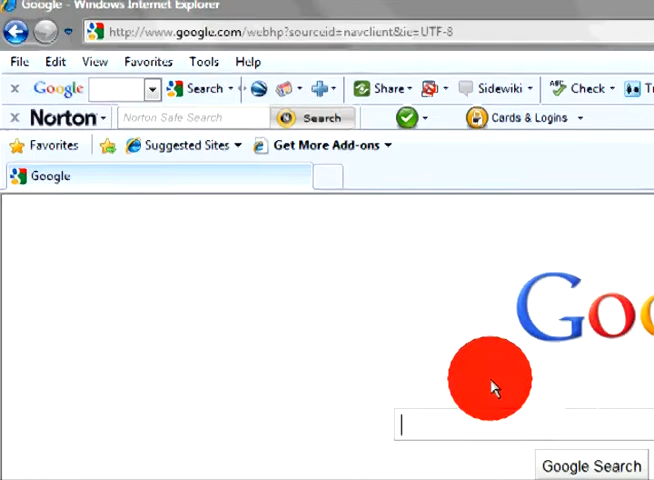 Google - Windows Internet Explorer
http://www.google.com/webhp?sourceid=navclient&ie=UTF-8
File Edit View Favorites Tools Help
Google Search Share Sidewiki Check
Norton Norton Safe Search Search Cards & Logins
Favorites Suggested Sites Get More Add-ons
Google
Goo
Google Search